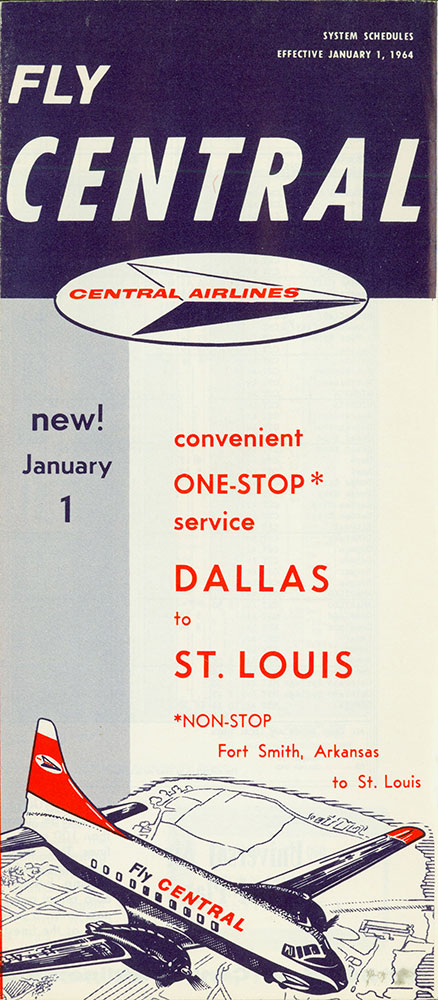 SYSTEM SCHEDULES
EFFECTIVE JANUARY 1, 1964
FLY
CENTRAL
CENTRAL AIRLINES
new!
January
1
convenient
ONE-STOP*
service
DALLAS
to
ST. LOUIS
*NON-STOP
Fort Smith, Arkansas
to St. Louis
Fly CENTRAL